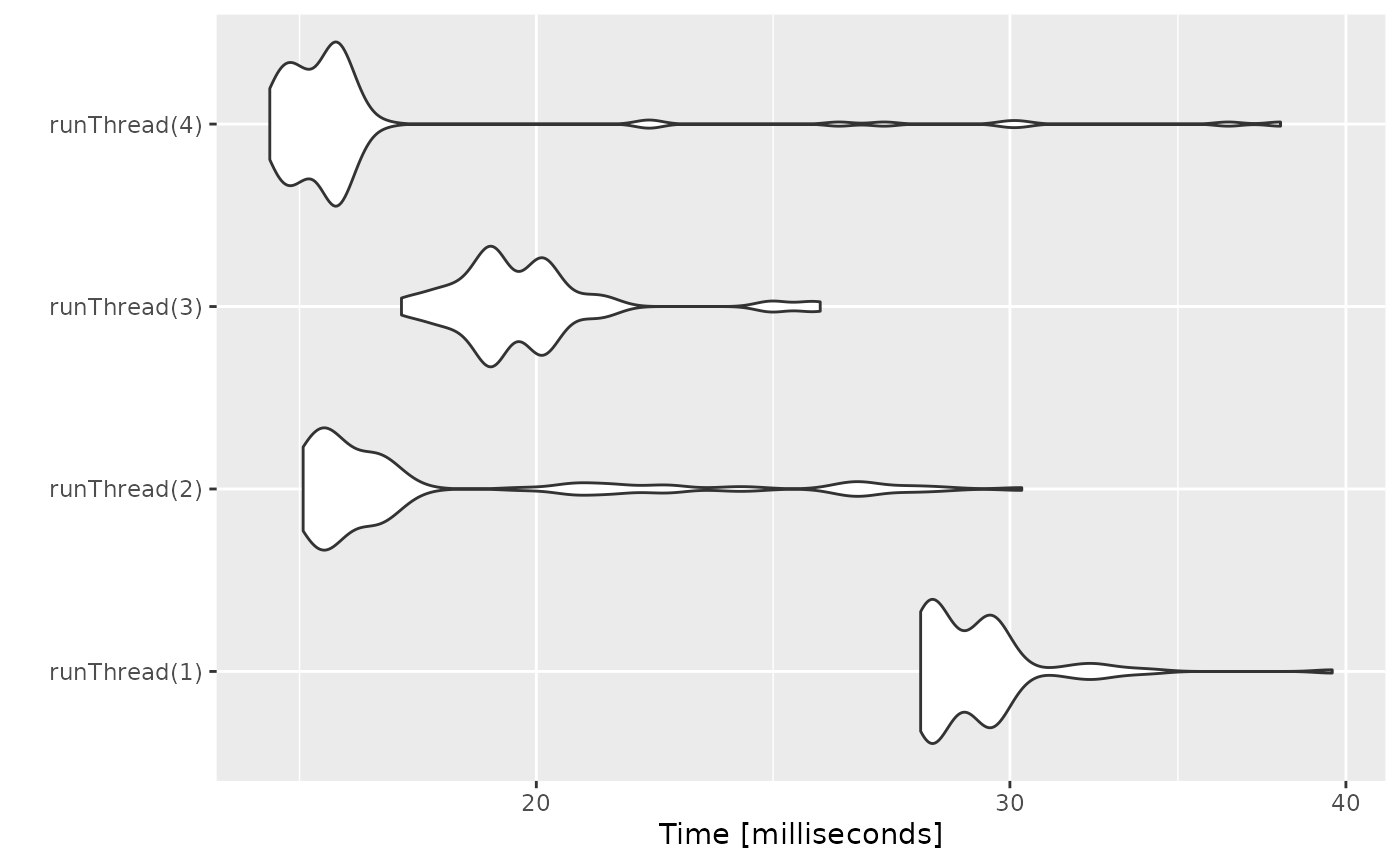 runThread(4)
runThread(3)
runThread(2)
runThread(1)
20 30 40
Time [milliseconds]